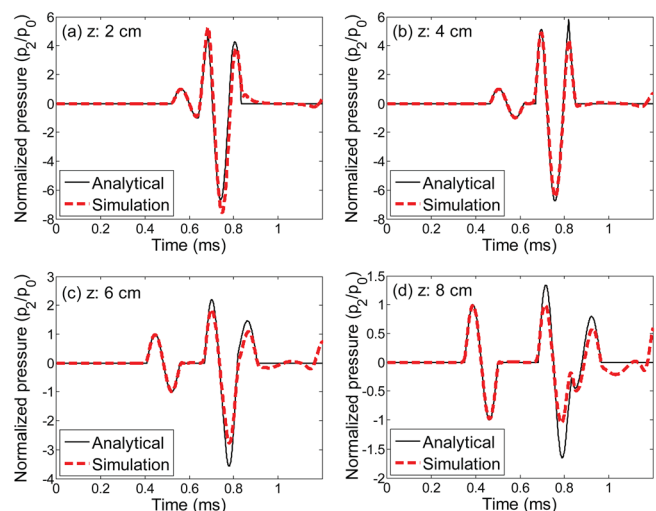 (a) z: 2 cm
Normalized pressure (p2/p0)
6
4
2
0
-2
-4
-6
-8
Analytical
Simulation
0 0.2 0.4 0.6 0.8 1
Time (ms)
(b) z: 4 cm
Normalized pressure (p2/p0)
6
4
2
0
-2
-4
-6
8
Analytical
Simulation
0 0.2 0.4 0.6 0.8 1
Time (ms)
(c) z: 6 cm
Normalized pressure (p2/p0)
3
2
1
0
-1
-2
-3
-4
Analytical
Simulation
0 0.2 0.4 0.6 0.8 1
Time (ms)
(d) z: 8 cm
Normalized pressure (p2/p0)
1.5
1
0.5
0
-0.5
-1
-1.5
-2
Analytical
Simulation
0 0.2 0.4 0.6 0.8 1
Time (ms)